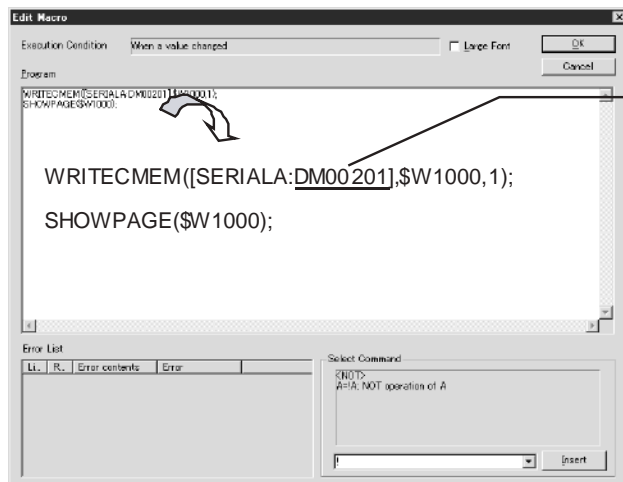 Edit Macro
Execution Condition When a value changed Large Font OK
Cancel
Program
WRITECMEM([SERIALA:DM00201],$W1000,1);
SHOWPAGE($W1000);
WRITECMEM([SERIALA:DM00201],$W1000,1);
SHOWPAGE($W1000);
Error List
Li.. R.. Error contents Error
Select Command
<NOT>
A=!A: NOT operation of A
! Insert